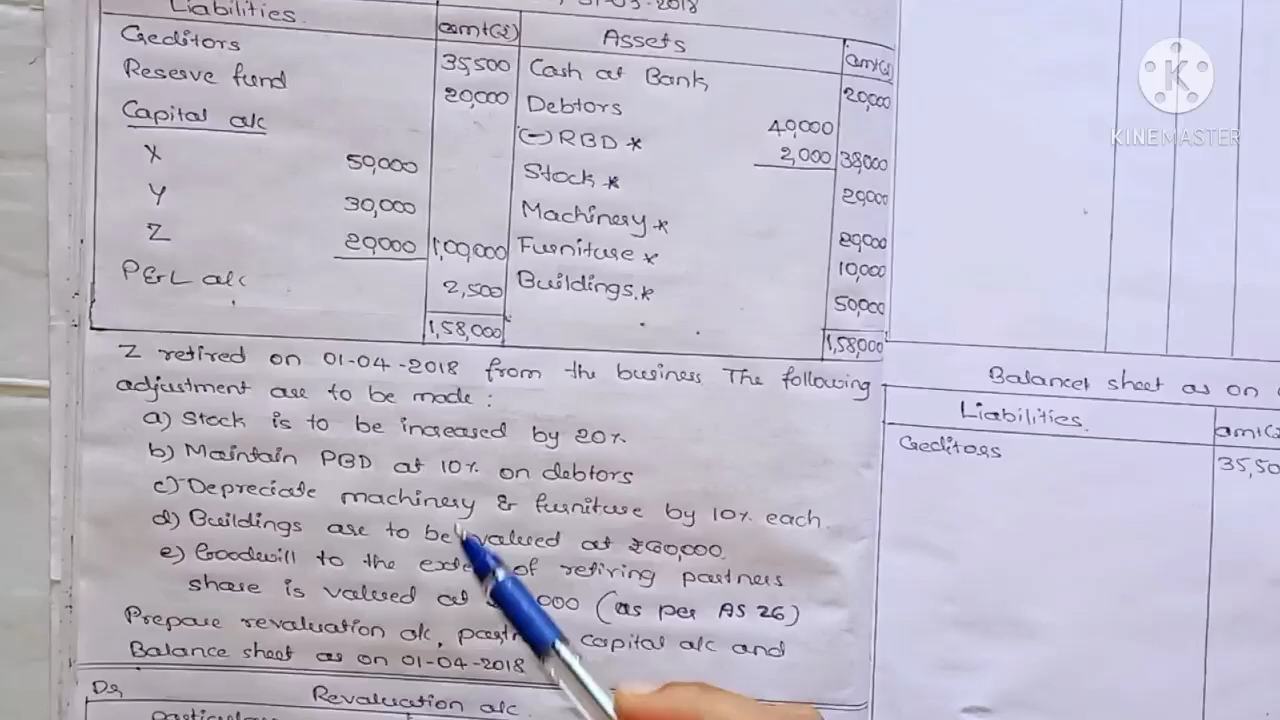 01-03-2018
Liabilities. amt(₹) Assets amt(₹)
Creditors 35,500 Cash at Bank 20,000
Reserve fund 20,000 Debtors 40,000
Capital a/c (-) RBD * 2,000 38,000
X 50,000 Stock * 20,000
Y 30,000 Machinery * 20,000
Z 20,000 1,00,000 Furniture * 10,000
P&L a/c 2,500 Buildings.* 50,000
1,58,000 1,58,000
Z retired on 01-04-2018 from the business The following
adjustment are to be made:
a) Stock is to be increased by 20%
b) Maintain PBD at 10% on debtors
c) Depreciate machinery & furniture by 10% each.
d) Buildings are to be valued at ₹60,000.
e) Goodwill to the of retiring partners
share is valued at 000 (as per AS 26)
Prepare revaluation a/c, capital a/c and
Balance sheet as on 01-04-2018
Dr Revaluation a/c
KINEMASTER
Balance sheet as on
Liabilities.
Creditors 35,50